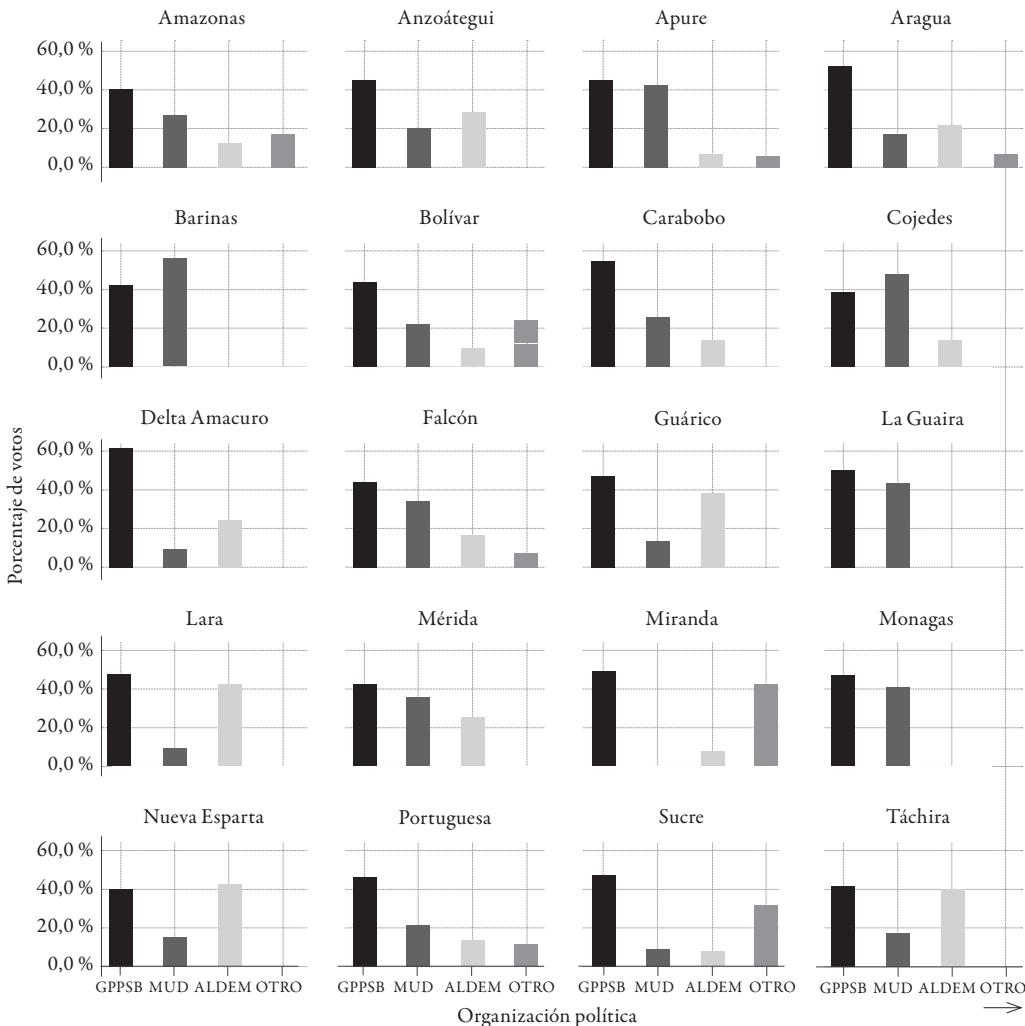 Amazonas Anzoátegui Apure Aragua
60,0 %
40,0 %
20,0 %
0,0 %
Barinas Bolívar Carabobo Cojedes
60,0 %
40,0 %
20,0 %
0,0 %
Delta Amacuro Falcón Guárico La Guaira
60,0 %
40,0 %
20,0 %
0,0 %
Porcentaje de votos
Lara Mérida Miranda Monagas
60,0 %
40,0 %
20,0 %
0,0 %
Nueva Esparta Portuguesa Sucre Táchira
60,0 %
40,0 %
20,0 %
0,0 %
GPPSB MUD ALDEM OTRO GPPSB MUD ALDEM OTRO GPPSB MUD ALDEM OTRO GPPSB MUD ALDEM OTRO
Organización política